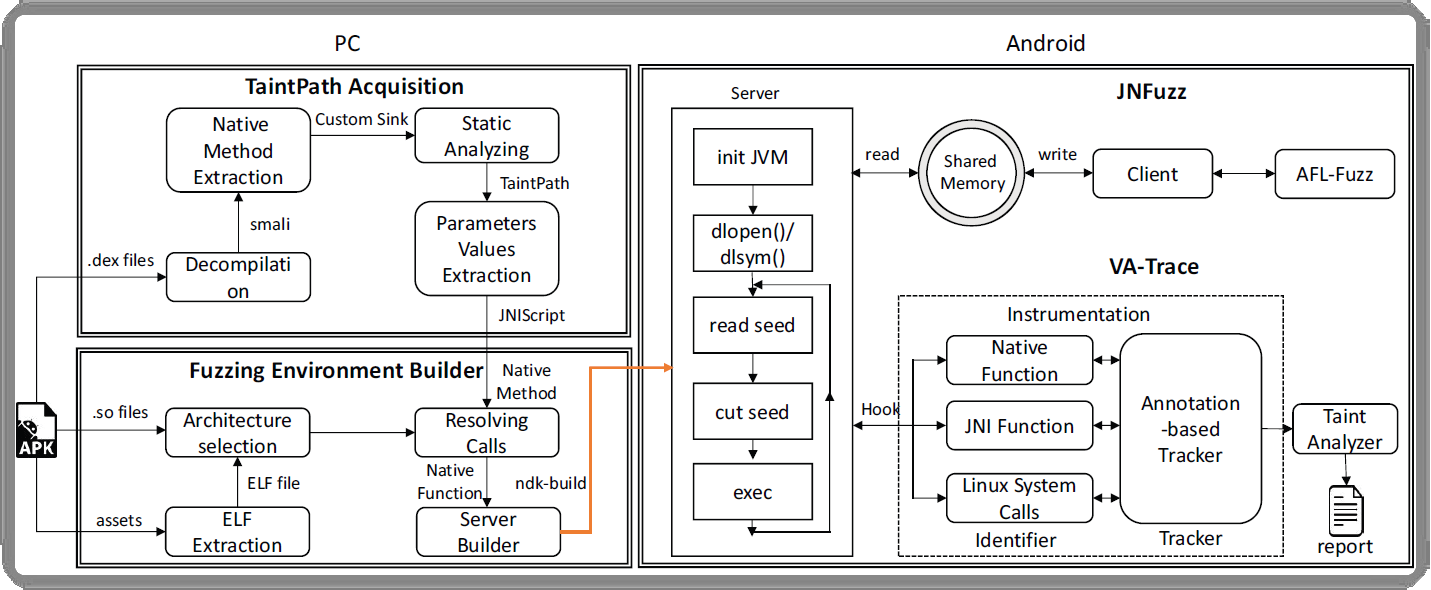 PC
Android
TaintPath Acquisition
Native
Method
Extraction
Custom Sink
Static
Analyzing
TaintPath
smali
Parameters
Values
Extraction
.dex files
Decompilati
on
JNIScript
Fuzzing Environment Builder
Native
Method
.so files
Architecture
selection
Resolving
Calls
ELF file
Native
Function
ndk-build
APK
assets
ELF
Extraction
Server
Builder
Server
init JVM
dlopen()/
dlsym()
read seed
cut seed
exec
JNFuzz
read
Shared
Memory
write
Client
AFL-Fuzz
VA-Trace
Instrumentation
Native
Function
Hook
JNI Function
Linux System
Calls
Identifier
Annotation
-based
Tracker
Tracker
Taint
Analyzer
report